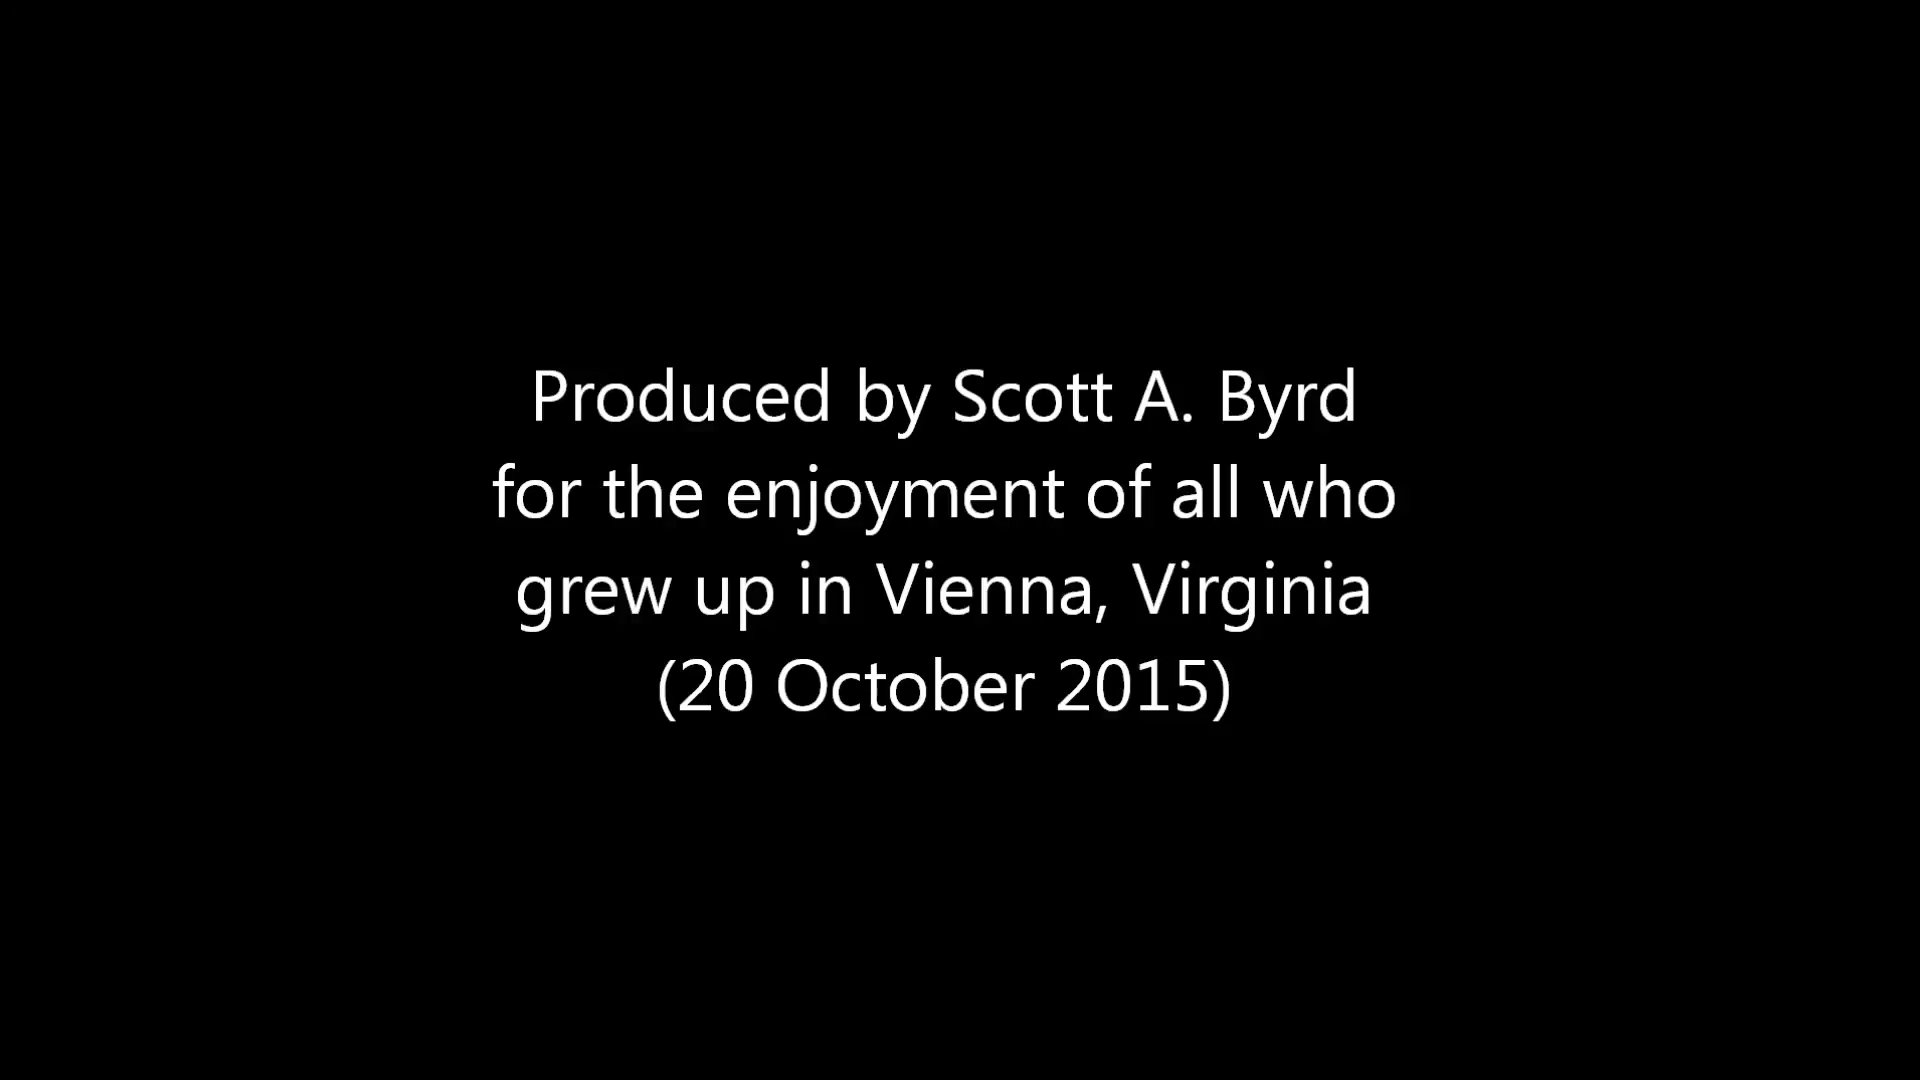 Produced by Scott A. Byrd
for the enjoyment of all who
grew up in Vienna, Virginia
(20 October 2015)